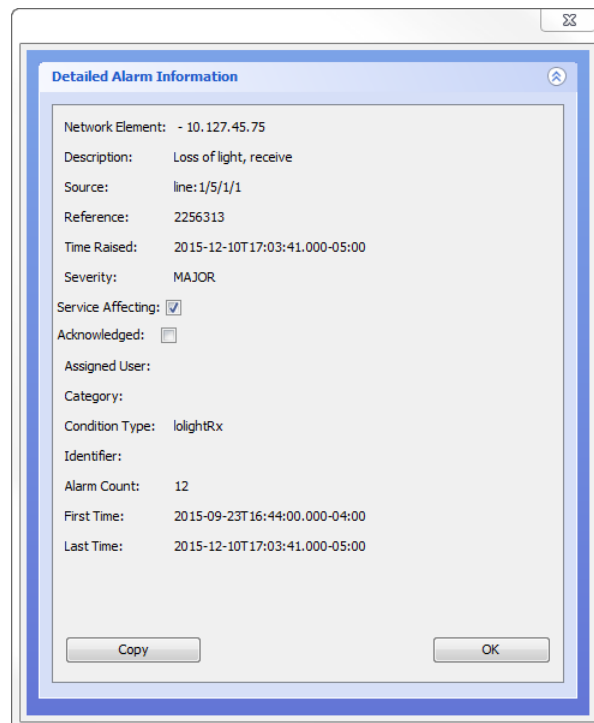 Detailed Alarm Information
Network Element: - 10.127.45.75
Description: Loss of light, receive
Source: line:1/5/1/1
Reference: 2256313
Time Raised: 2015-12-10T17:03:41.000-05:00
Severity: MAJOR
Service Affecting:
Acknowledged:
Assigned User:
Category:
Condition Type: lolightRx
Identifier:
Alarm Count: 12
First Time: 2015-09-23T16:44:00.000-04:00
Last Time: 2015-12-10T17:03:41.000-05:00
Copy OK